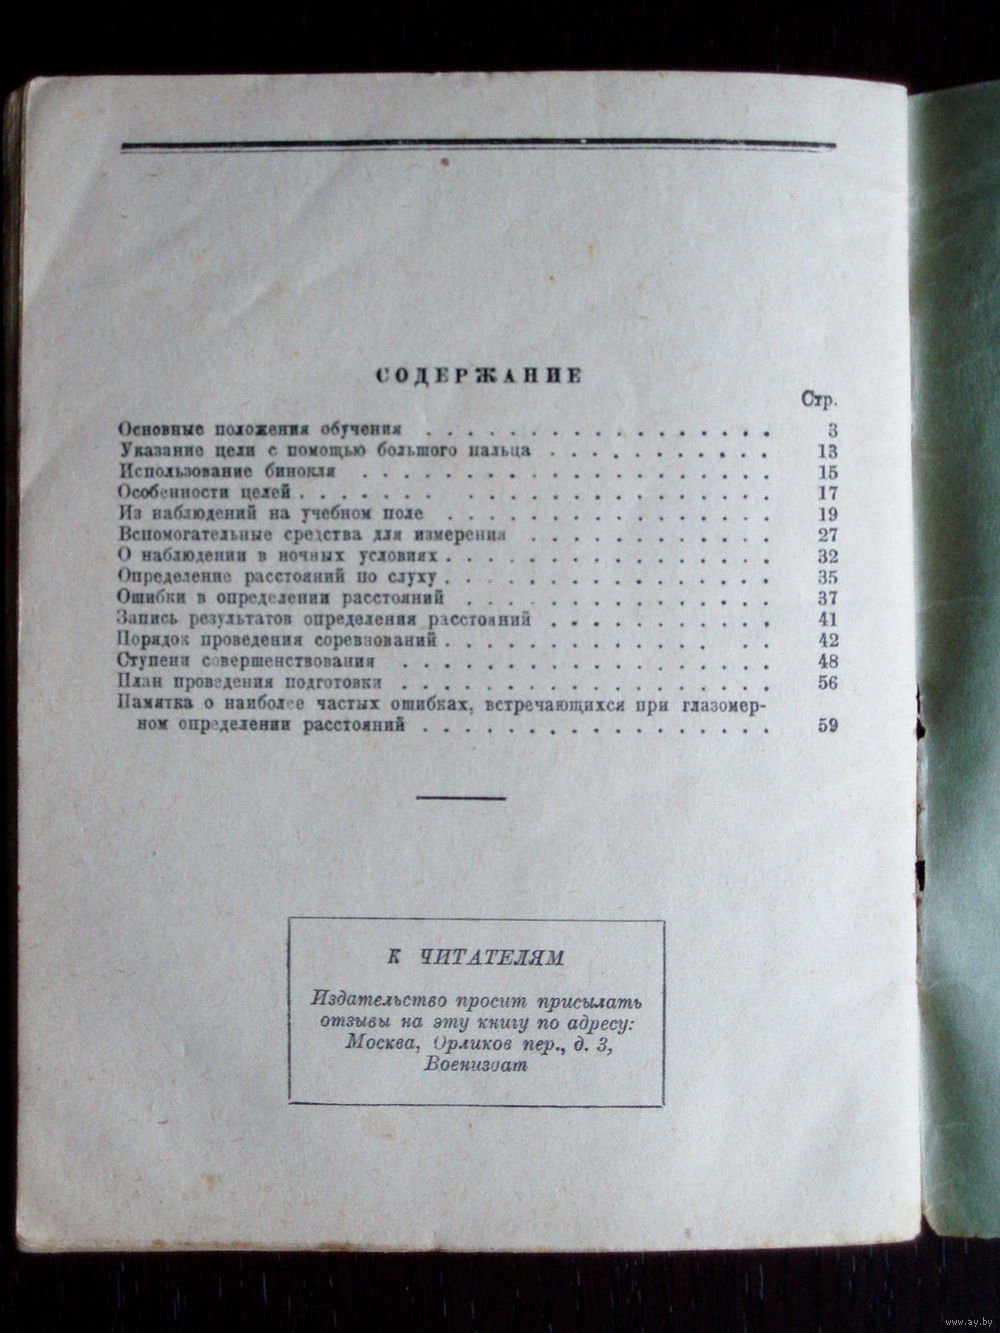 СОДЕРЖАНИЕ
Стр.
Основные положения обучения . . . . . . . . . . . . . . . . . 3
Указание цели с помощью большого пальца . . . . . . . . . . . 13
Использование бинокля . . . . . . . . . . . . . . . . . . . . 15
Особенности целей . . . . . . . . . . . . . . . . . . . . . . 17
Из наблюдений на учебном поле . . . . . . . . . . . . . . . . 19
Вспомогательные средства для измерения . . . . . . . . . . . . 27
О наблюдении в ночных условиях . . . . . . . . . . . . . . . . 32
Определение расстояний по слуху . . . . . . . . . . . . . . . . 35
Ошибки в определении расстояний . . . . . . . . . . . . . . . 37
Запись результатов определения расстояний . . . . . . . . . . . 41
Порядок проведения соревнований . . . . . . . . . . . . . . . 42
Ступени совершенствования . . . . . . . . . . . . . . . . . . 48
План проведения подготовки . . . . . . . . . . . . . . . . . . 56
Памятка о наиболее частых ошибках, встречающихся при глазомер-
ном определении расстояний . . . . . . . . . . . . . . . . . 59
К ЧИТАТЕЛЯМ
Издательство просит присылать
отзывы на эту книгу по адресу:
Москва, Орликов пер., д. 3,
Воениздат
www.ay.by